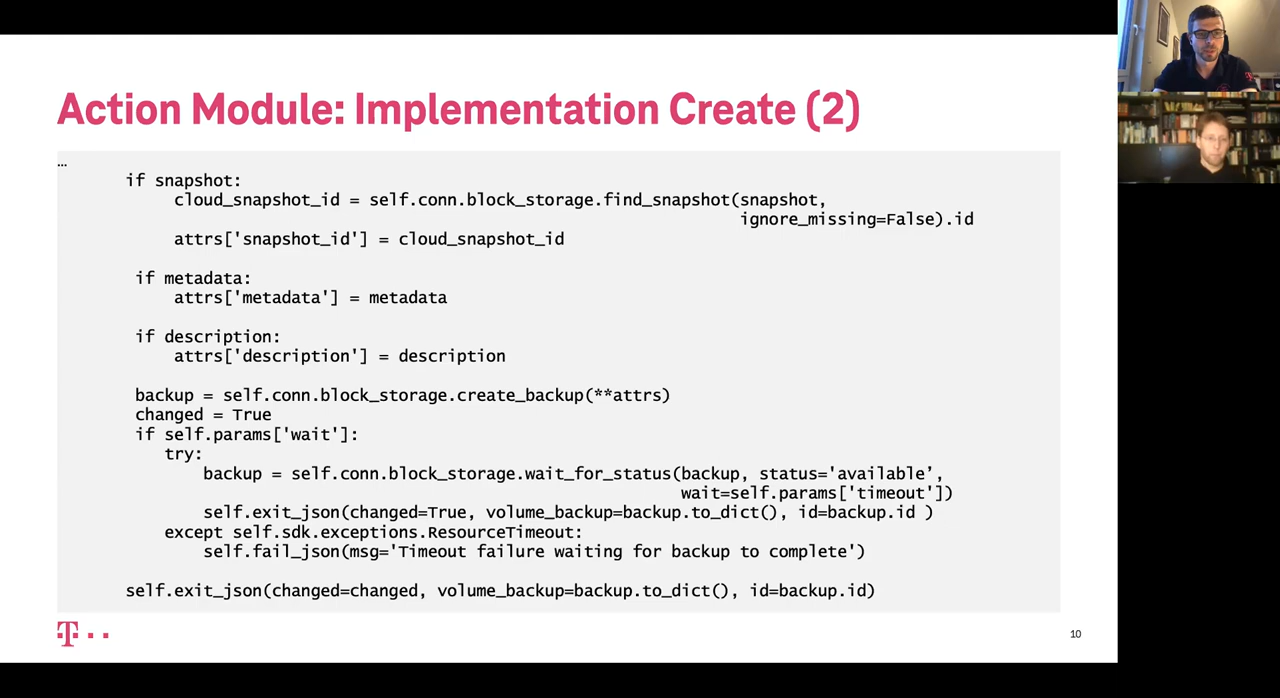 Action Module: Implementation Create (2)
…
if snapshot:
cloud_snapshot_id = self.conn.block_storage.find_snapshot(snapshot,
ignore_missing=False).id
attrs['snapshot_id'] = cloud_snapshot_id
if metadata:
attrs['metadata'] = metadata
if description:
attrs['description'] = description
backup = self.conn.block_storage.create_backup(**attrs)
changed = True
if self.params['wait']:
try:
backup = self.conn.block_storage.wait_for_status(backup, status='available’,
wait=self.params['timeout'])
self.exit_json(changed=True, volume_backup=backup.to_dict(), id=backup.id )
except self.sdk.exceptions.ResourceTimeout:
self.fail_json(msg='Timeout failure waiting for backup to complete')
self.exit_json(changed=changed, volume_backup=backup.to_dict(), id=backup.id)
T
10